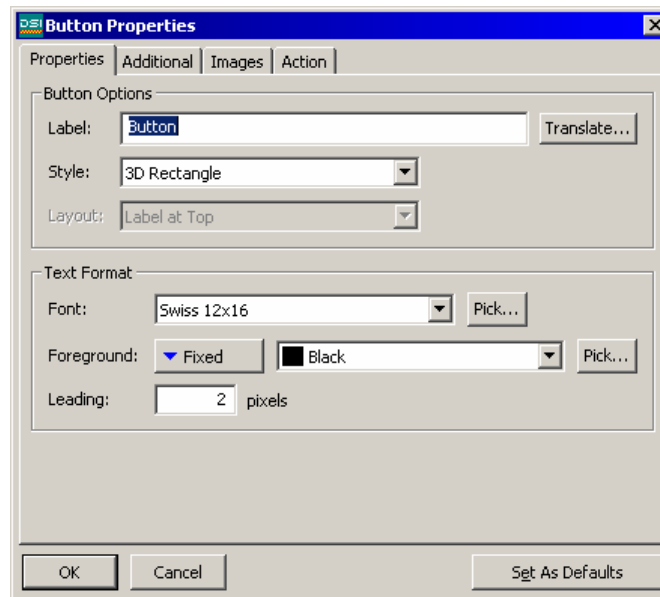 DSI Button Properties
Properties Additional Images Action
Button Options
Label: Button Translate...
Style: 3D Rectangle
Layout: Label at Top
Text Format
Font: Swiss 12x16 Pick...
Foreground: Fixed Black Pick...
Leading: 2 pixels
OK Cancel Set As Defaults